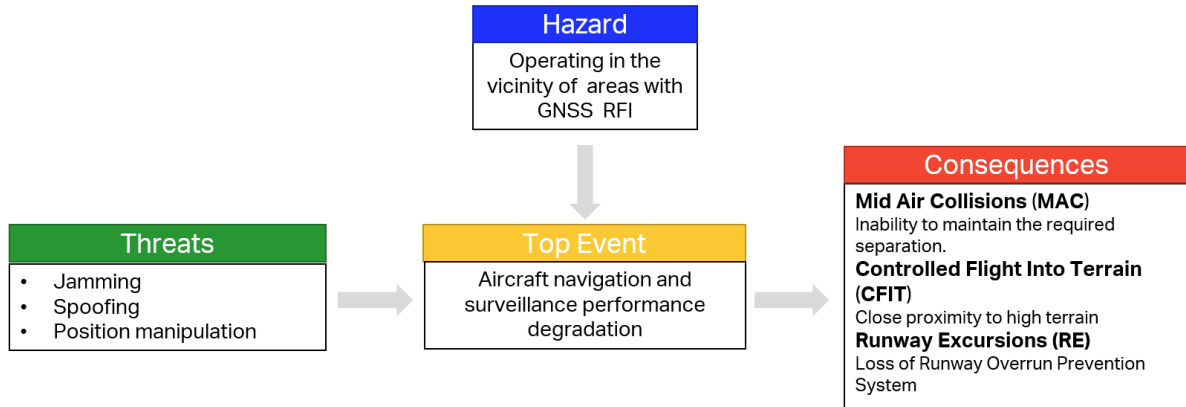 Hazard
Operating in the
vicinity of areas with
GNSS RFI
Threats
• Jamming
• Spoofing
• Position manipulation
Top Event
Aircraft navigation and
surveillance performance
degradation
Consequences
Mid Air Collisions (MAC)
Inability to maintain the required
separation.
Controlled Flight Into Terrain
(CFIT)
Close proximity to high terrain
Runway Excursions (RE)
Loss of Runway Overrun Prevention
System